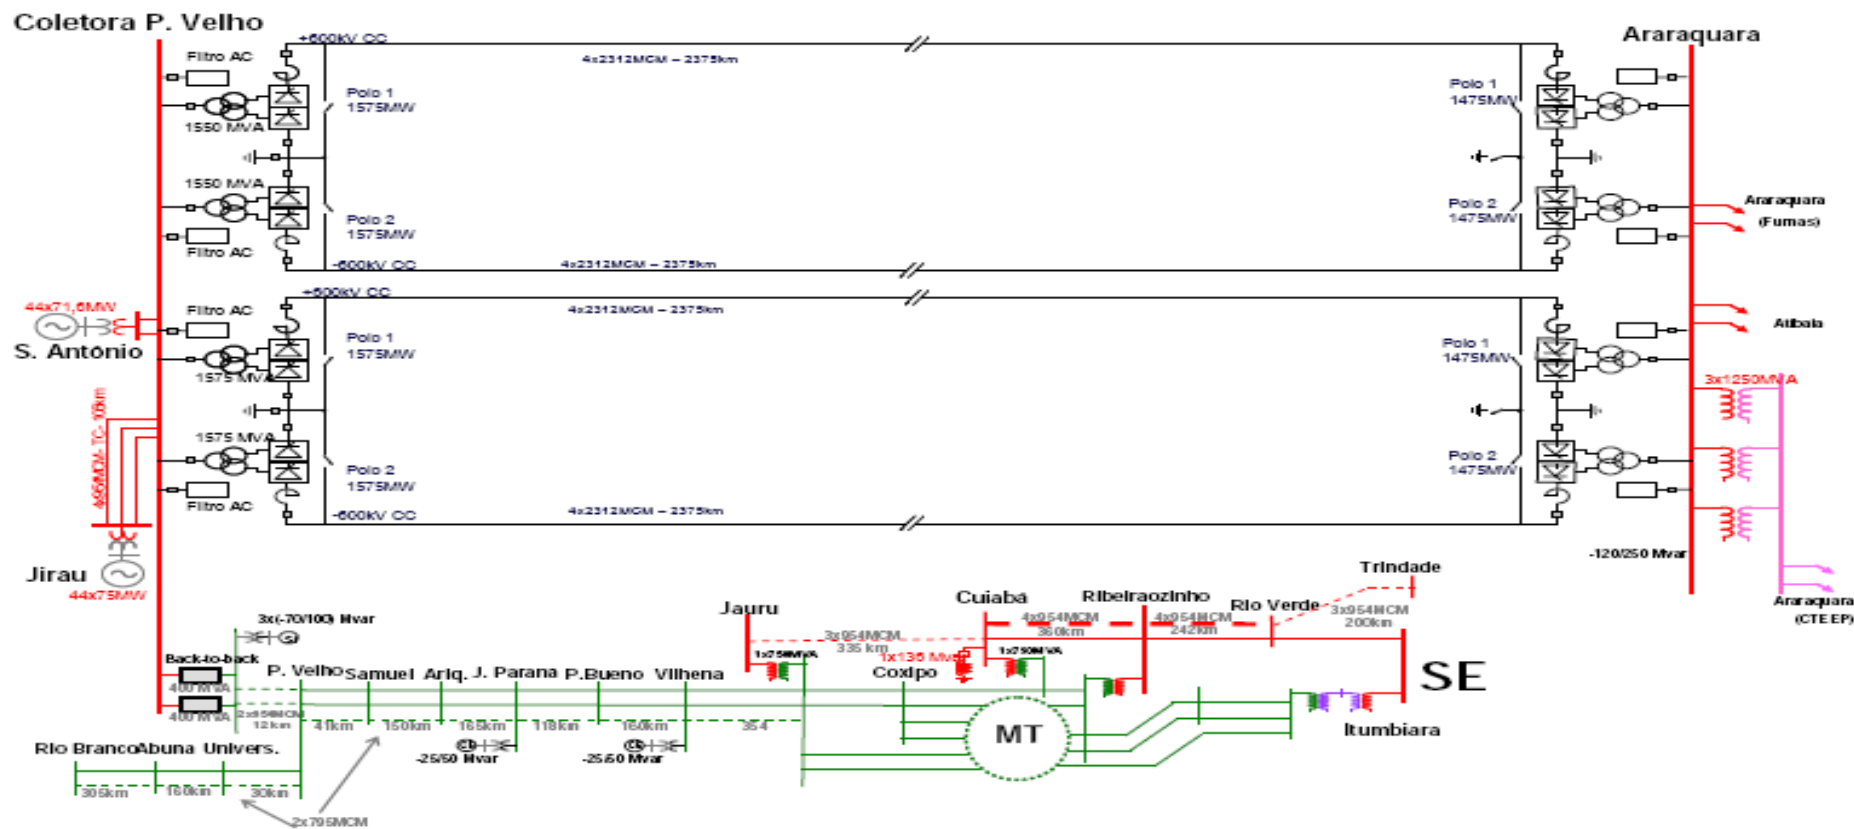 Coletora P. Velho
Araraquara
+600kV CC
Filtro AC
4x2312MCM – 2375km
Polo 1
1575MW
Polo 1
1475MW
1550 MVA
1550 MVA
Polo 2
1575MW
Polo 2
1475MW
Araraquara
(Furnas)
Filtro AC
-600kV CC
4x2312MCM – 2375km
+600kV CC
44x71,6MW
Filtro AC
4x2312MCM – 2375km
Atibaia
S. Antônio
Polo 1
1575MW
Polo 1
1475MW
1575 MVA
3x1250MVA
1575 MVA
Polo 2
1575MW
Polo 2
1475MW
Filtro AC
-600kV CC
4x2312MCM – 2375km
-120/250 Mvar
Jirau
44x75MW
Trindade
Araraquara
(CTEEP)
Cuiabá
Ribeiraozinho
Rio Verde
Jauru
3x(-70/100) Mvar
4x954MCM
360km
4x954MCM
242km
3x954MCM
200km
3x954MCM
335 km
1x136 Mvar
1x750MVA
1x750MVA
Back-to-back
400 MVA
400 MVA
P. Velho
Samuel
Ariq.
J. Parana
P.Bueno
Vilhena
Coxipo
SE
2x954MCM
12km
41km
150km
165km
118km
160km
354
MT
Itumbiara
Rio Branco
Abuna
Univers.
-25/50 Mvar
-25/50 Mvar
305km
160km
30km
2x795MCM